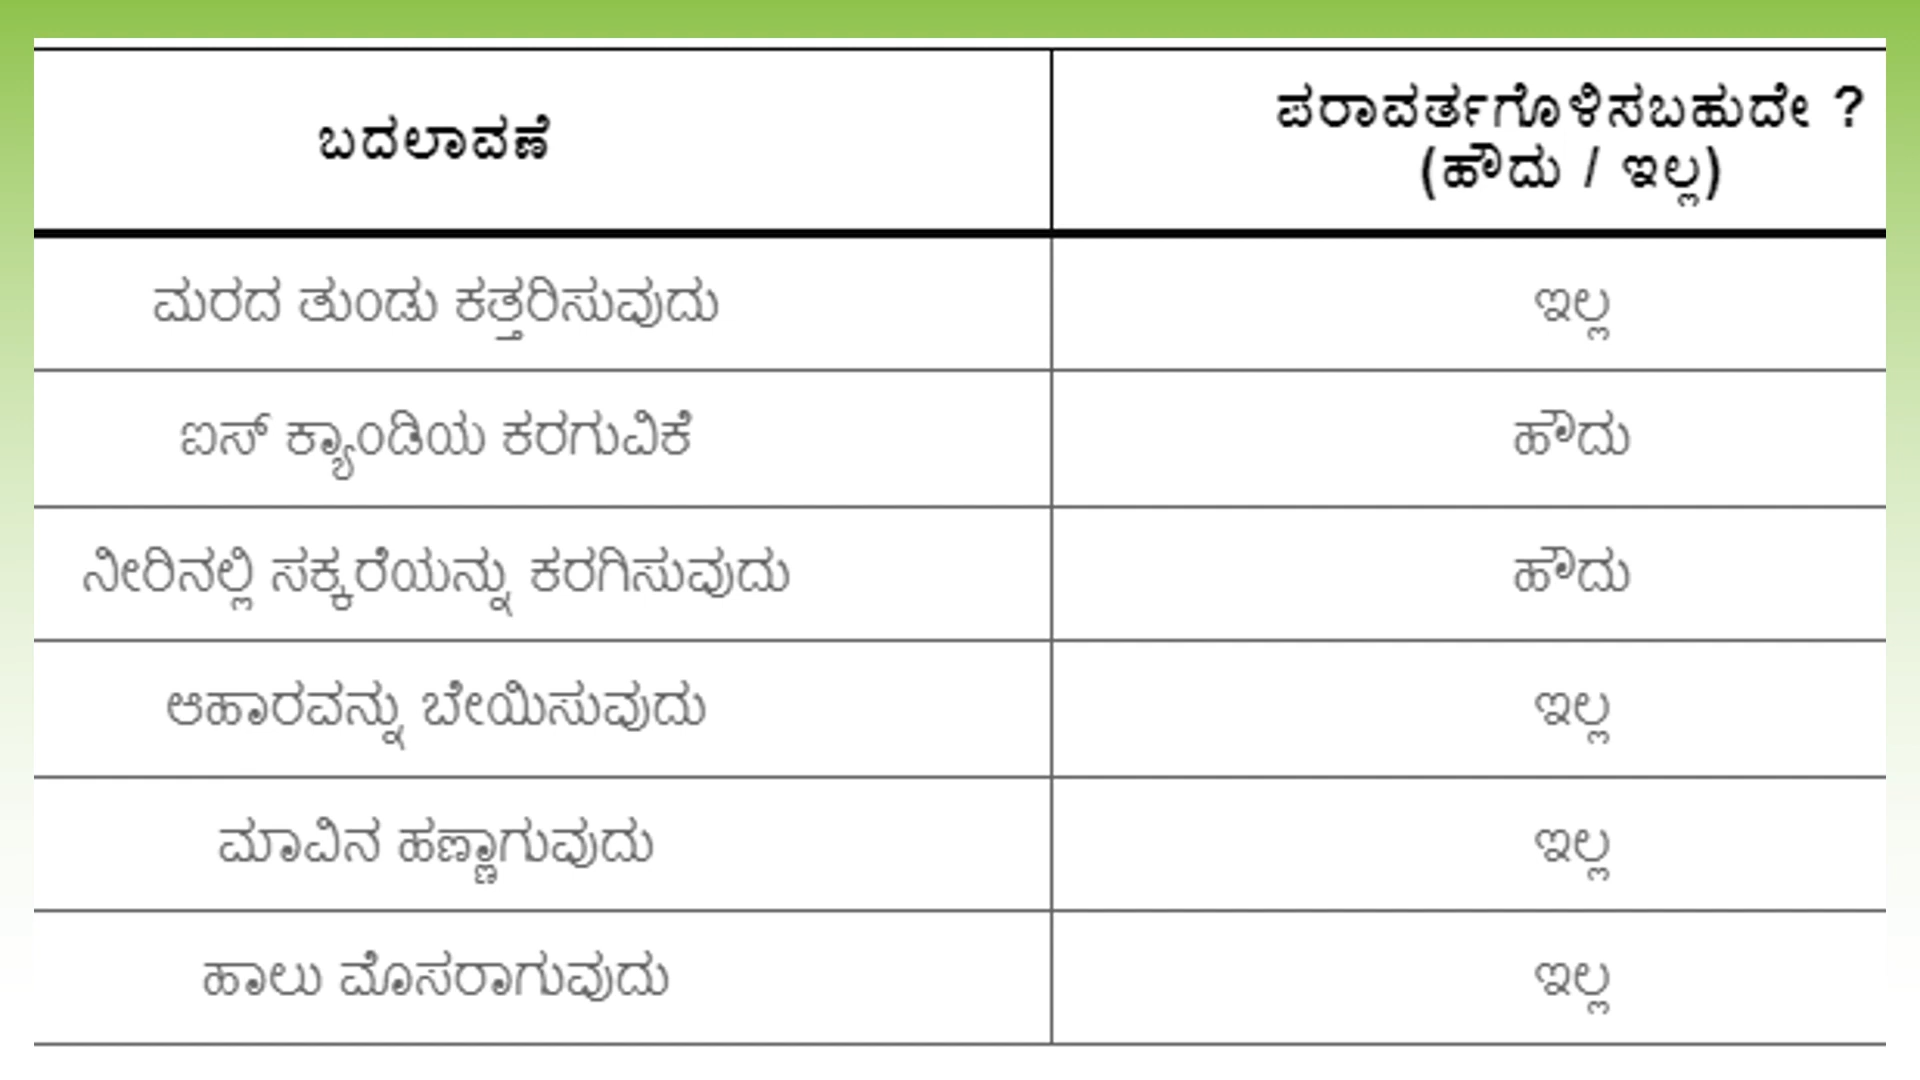 ಬದಲಾವಣೆ
ಪರಾವರ್ತಗೊಳಿಸಬಹುದೇ ?
(ಹೌದು / ಇಲ್ಲ)
ಮರದ ತುಂಡು ಕತ್ತರಿಸುವುದು
ಇಲ್ಲ
ಐಸ್ ಕ್ಯಾಂಡಿಯ ಕರಗುವಿಕೆ
ಹೌದು
ನೀರಿನಲ್ಲಿ ಸಕ್ಕರೆಯನ್ನು ಕರಗಿಸುವುದು
ಹೌದು
ಆಹಾರವನ್ನು ಬೇಯಿಸುವುದು
ಇಲ್ಲ
ಮಾವಿನ ಹಣ್ಣಾಗುವುದು
ಇಲ್ಲ
ಹಾಲು ಮೊಸರಾಗುವುದು
ಇಲ್ಲ